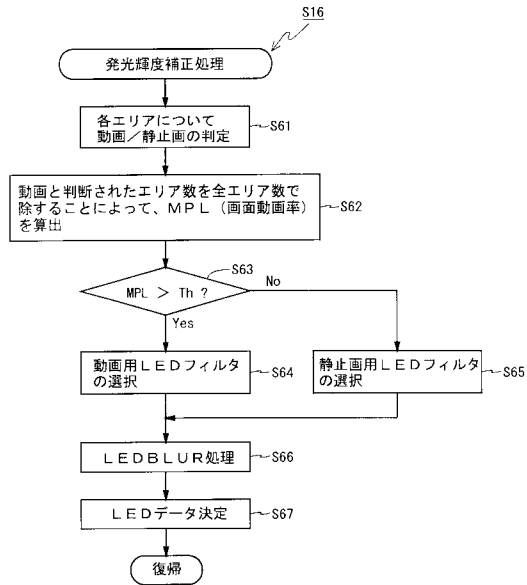 S16
発光輝度補正処理
各エリアについて
動画／静止画の判定
S61
動画と判断されたエリア数を全エリア数で
除することによって、MPL（画面動画率）
を算出
S62
S63
MPL ＞ Th ?
No
Yes
動画用LEDフィルタ
の選択
S64
静止画用LEDフィルタ
の選択
S65
LEDBLUR処理
S66
LEDデータ決定
S67
復帰